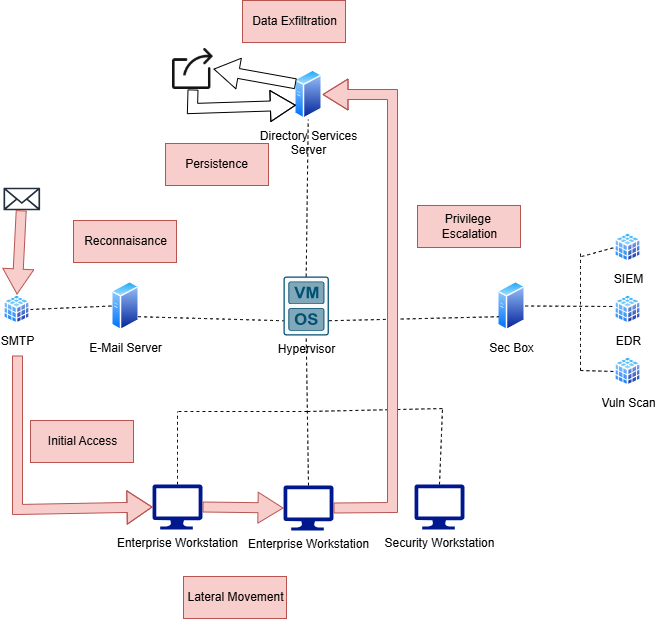 Data Exfiltration
Directory Services
Server
Persistence
Privilege
Escalation
Reconnaisance
SIEM
VM
OS
SMTP
E-Mail Server
Hypervisor
Sec Box
EDR
Vuln Scan
Initial Access
Enterprise Workstation
Enterprise Workstation
Security Workstation
Lateral Movement